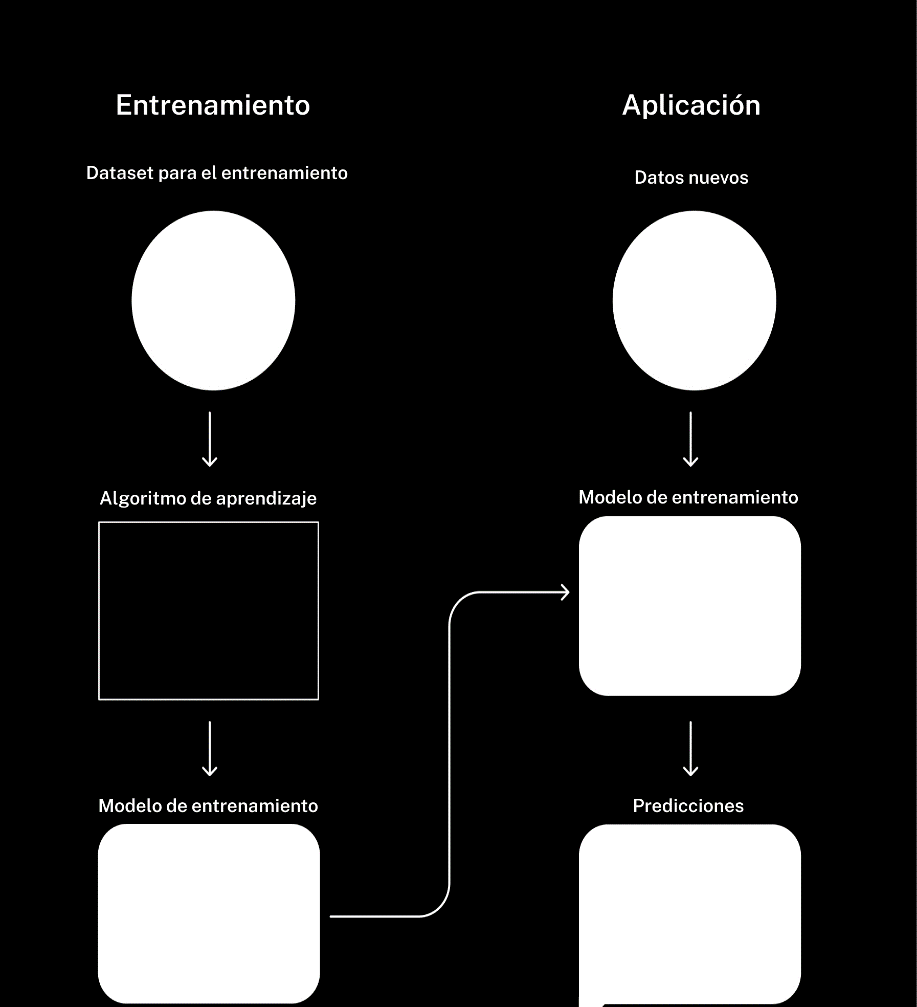 Entrenamiento
Dataset para el entrenamiento
Algoritmo de aprendizaje
Modelo de entrenamiento
Aplicación
Datos nuevos
Modelo de entrenamiento
Predicciones